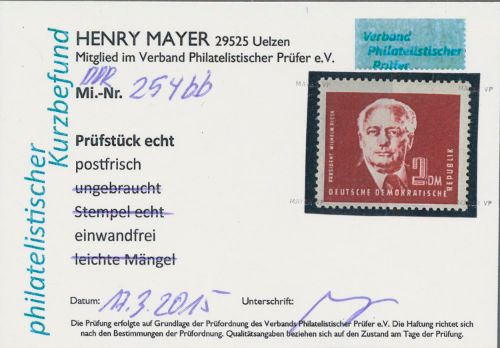 HENRY MAYER 29525 Uelzen
Mitglied im Verband Philatelistischer Prüfer e.V.
Verband
Philatelistischer
Prüfer
philatelistischer
Kurzbefund
DDR
Mi.-Nr. 254bb
Prüfstück echt
postfrisch
ungebraucht
Stempel echt
einwandfrei
leichte Mängel
PRÄSIDENT WILHELM PIECK
2DM
DEUTSCHE DEMOKRATISCHE
REPUBLIK
Datum: 17.3.2015 Unterschrift:
Die Prüfung erfolgte auf Grundlage der Prüfordnung des Verbands Philatelistischer Prüfer e.V. Die Haftung richtet sich
nach den Bestimmungen der Prüfordnung. Qualitätsangaben beziehen sich auf den Zustand am Tage der Prüfung.